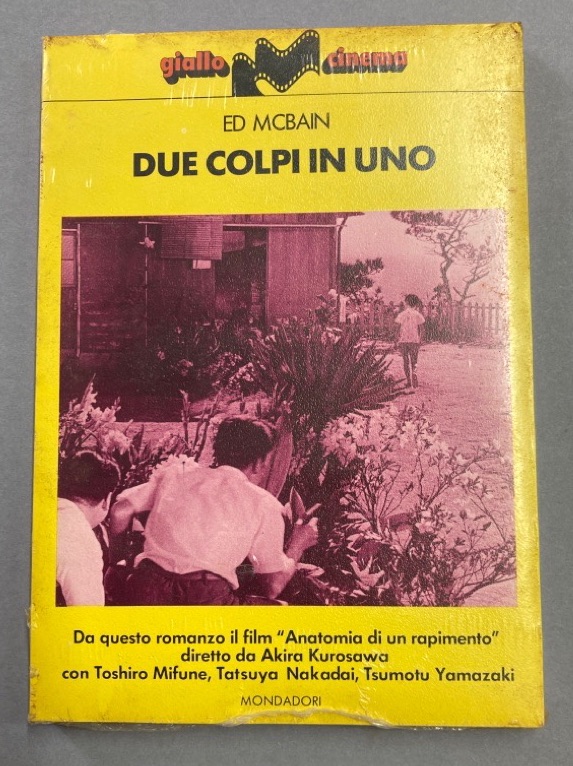 giallo cinema
ED MCBAIN
DUE COLPI IN UNO
Da questo romanzo il film "Anatomia di un rapimento"
diretto da Akira Kurosawa
con Toshiro Mifune, Tatsuya Nakadai, Tsumotu Yamazaki
MONDADORI